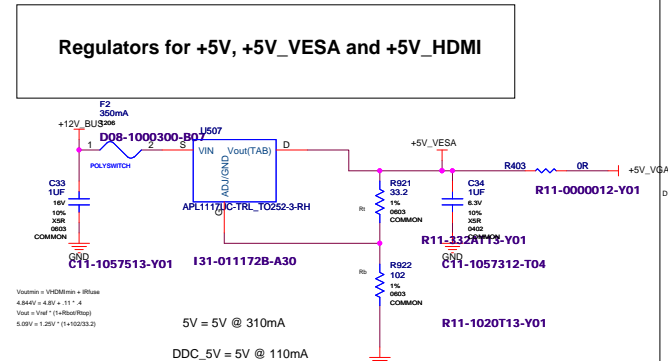 Regulators for +5V, +5V_VESA and +5V_HDMI
F2
350mA
1206
+12V_BUS
D08-1000300-B07
U507
1
2
S
VIN
Vout(TAB)
D
ADJ/GND
G
POLYSWITCH
APL1117UC-TRL_TO252-3-RH
+5V_VESA
R403
0R
+5V_VGA
R11-0000012-Y01
D
C33
1UF
16V
10%
X5R
0603
COMMON
GND
C11-1057513-Y01
I31-011172B-A30
R921
33.2
1%
0603
COMMON
Rt
C34
1UF
6.3V
10%
X5R
0402
COMMON
GND
R11-332AT13-Y01
C11-1057312-T04
R922
102
1%
0603
COMMON
Rb
R11-1020T13-Y01
Voutmin = VHDMImin + IRfuse
4.844V = 4.8V + .11* .4
Vout = Vref * (1+Rbot/Rtop)
5.09V = 1.25V * (1+102/33.2)
5V = 5V @ 310mA
DDC_5V = 5V @ 110mA